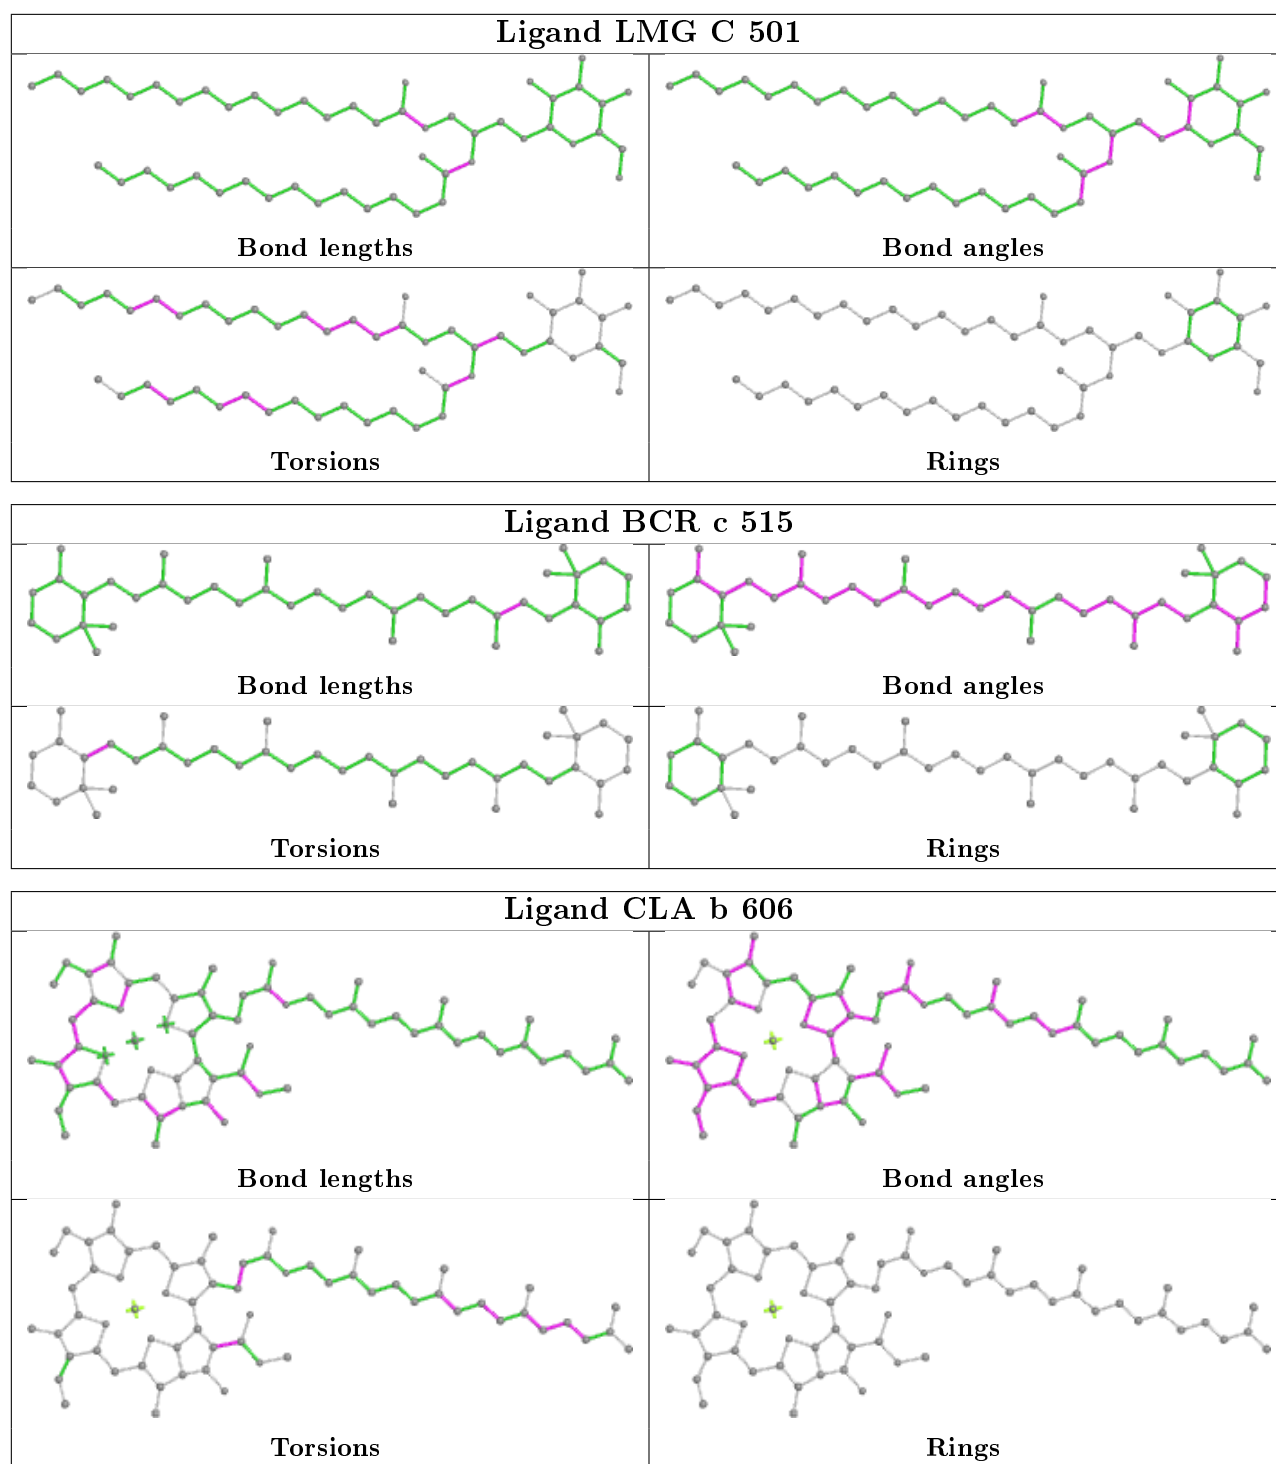 Ligand LMG C 501
Bond lengths
Bond angles
Torsions
Rings
Ligand BCR c 515
Bond lengths
Bond angles
Torsions
Rings
Ligand CLA b 606
Bond lengths
Bond angles
Torsions
Rings